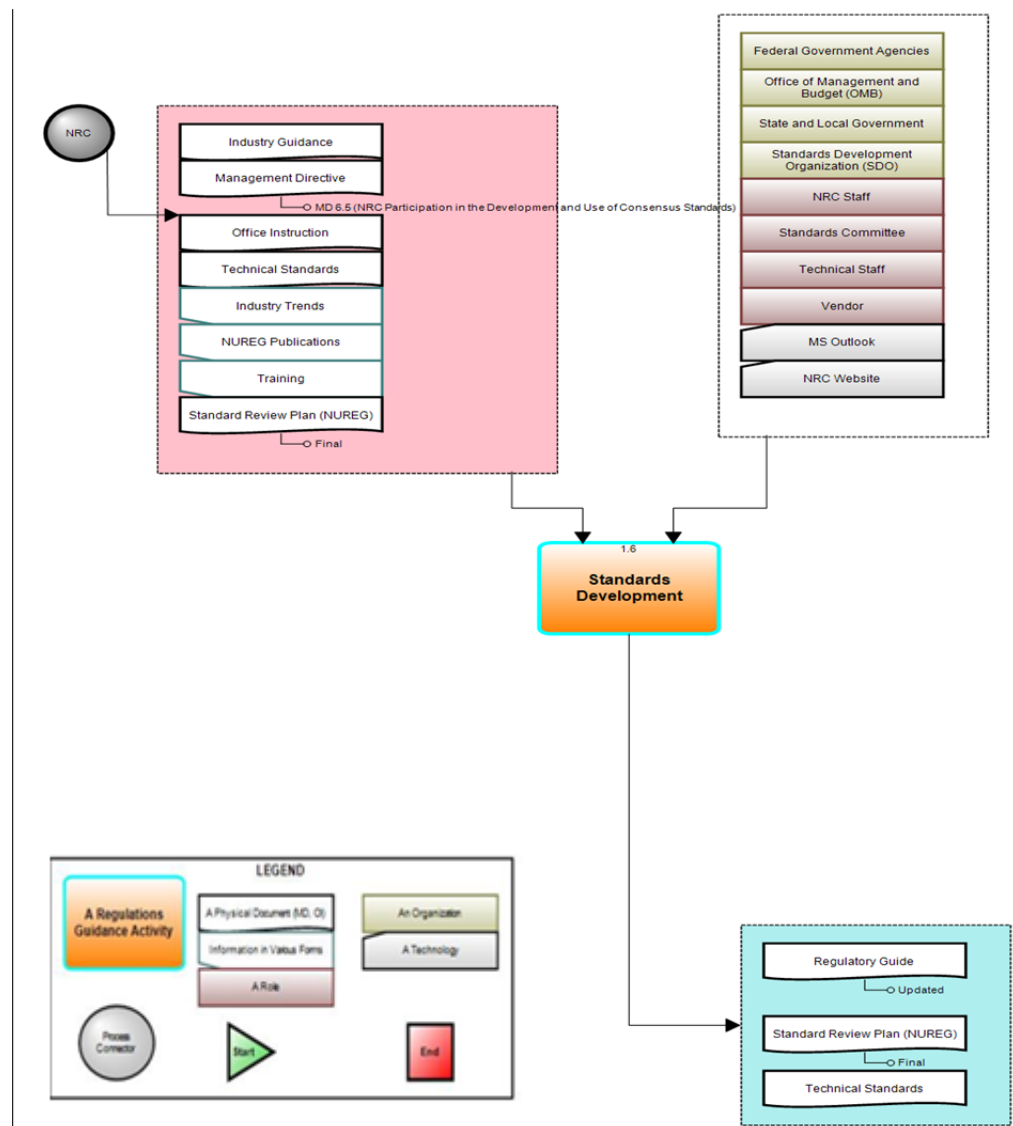 NRC
Industry Guidance
Management Directive
MD 6.5 (NRC Participation in the Development and Use of Consensus Standards)
Office Instruction
Technical Standards
Industry Trends
NUREG Publications
Training
Standard Review Plan (NUREG)
Final
Federal Government Agencies
Office of Management and
Budget (OMB)
State and Local Government
Standards Development
Organization (SDO)
NRC Staff
Standards Committee
Technical Staff
Vendor
MS Outlook
NRC Website
1.6
Standards
Development
LEGEND
A Regulations
Guidance Activity
A Physical Document (MD, OI)
Information in Various Forms
A Role
An Organization
A Technology
Process
Connector
Start
End
Regulatory Guide
Updated
Standard Review Plan (NUREG)
Final
Technical Standards